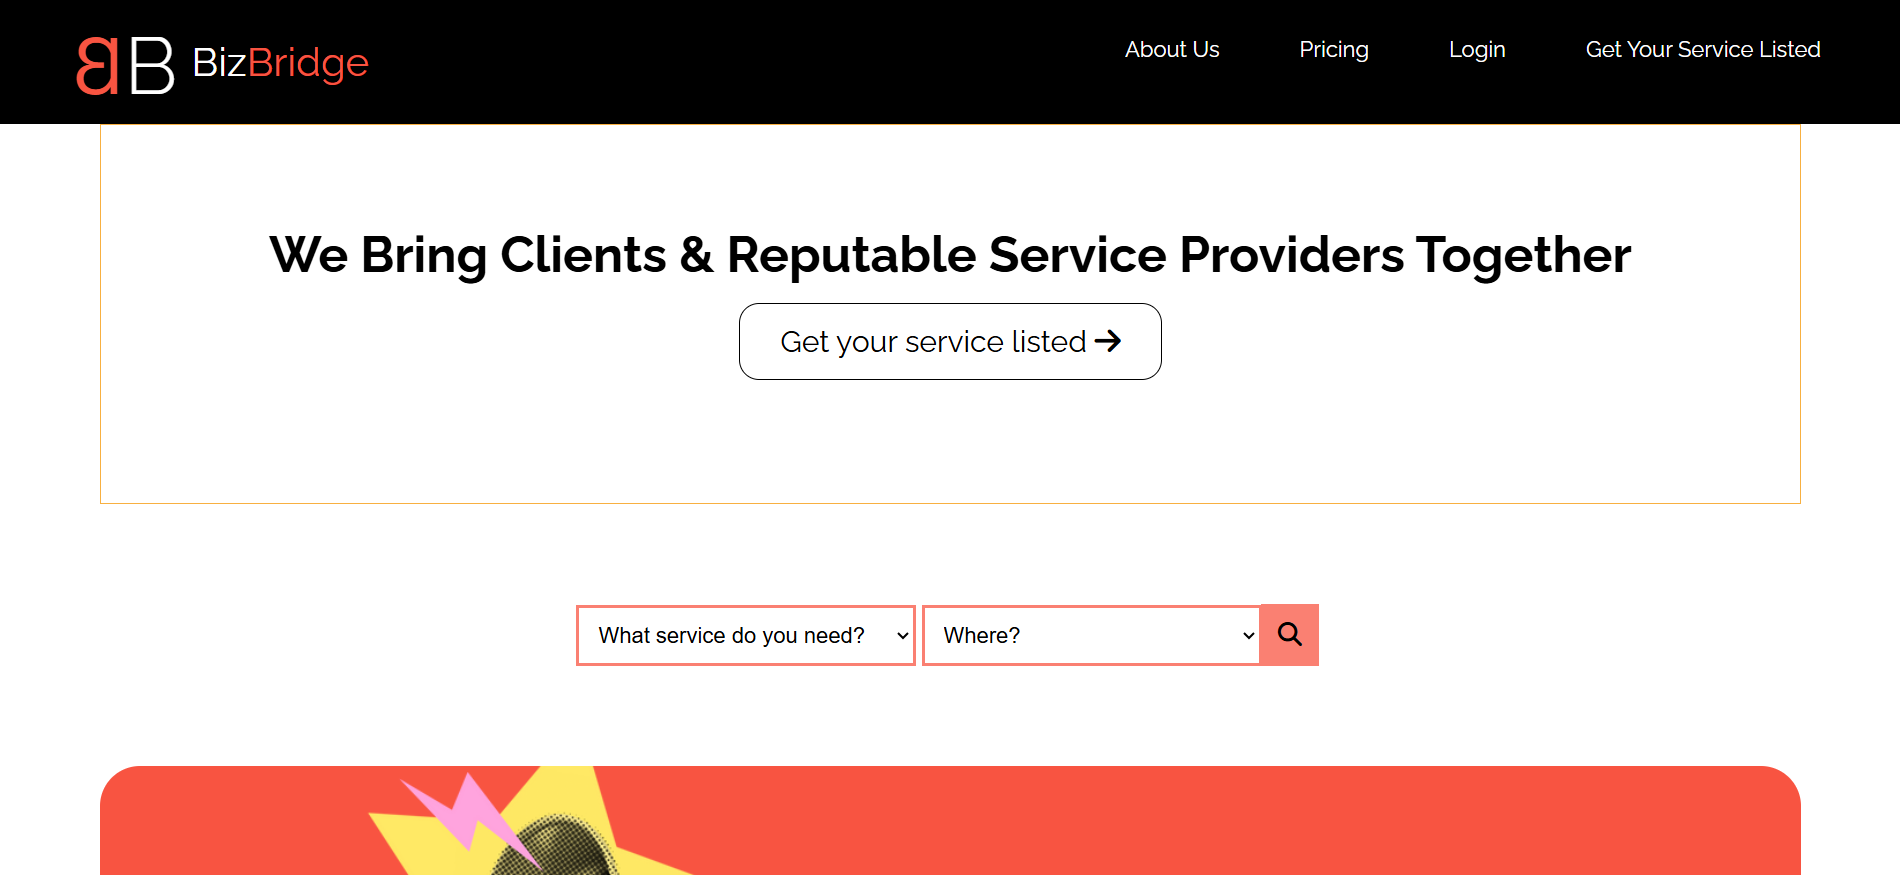 BB BizBridge
About Us Pricing Login Get Your Service Listed
We Bring Clients & Reputable Service Providers Together
Get your service listed
What service do you need? Where?